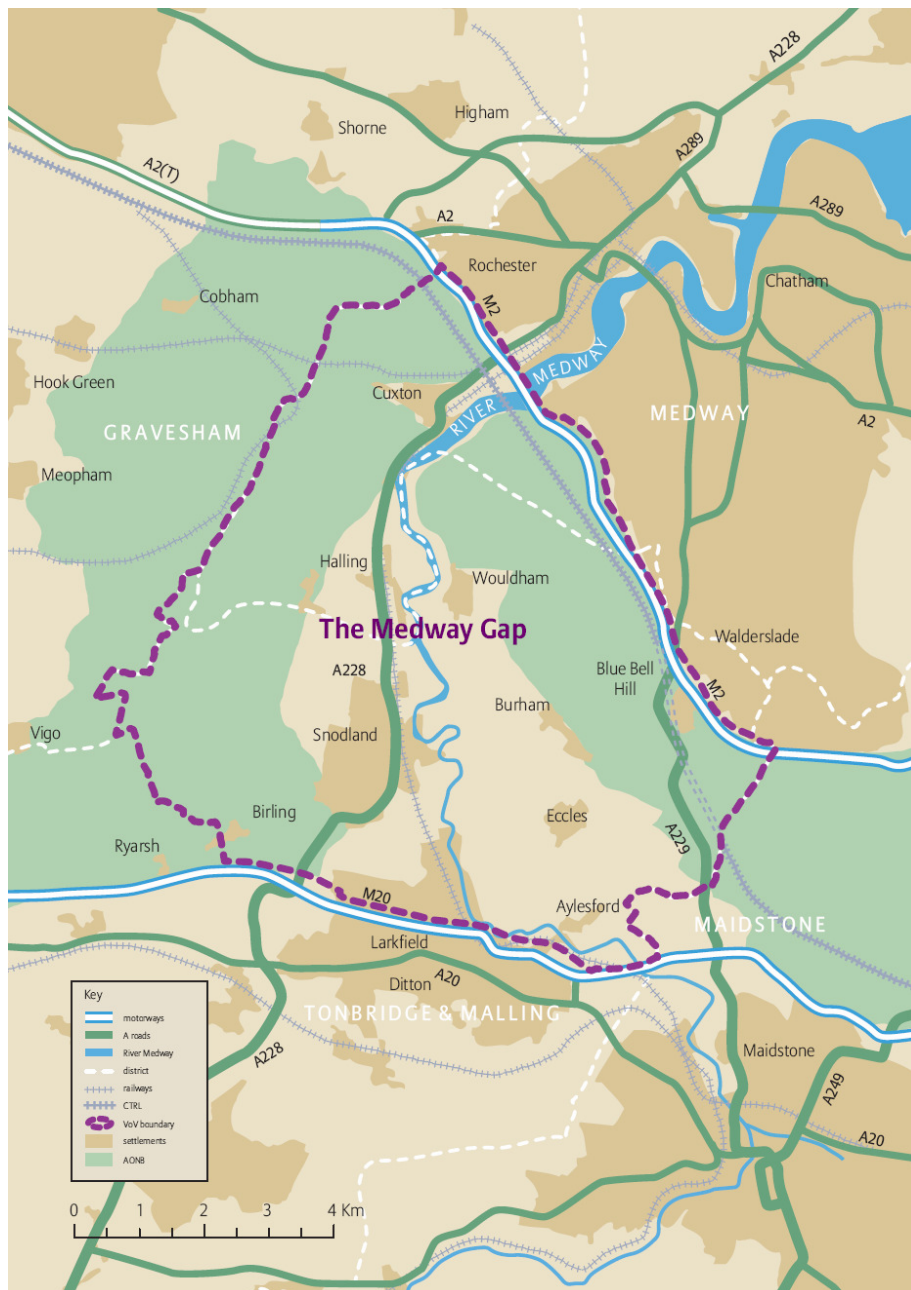 A228
Higham
Shorne
A289
A2(T)
A289
A2
Rochester
Chatham
Cobham
M2
MEDWAY
Hook Green
Cuxton
RIVER
MEDWAY
A2
GRAVESHAM
Meopham
Halling
Wouldham
The Medway Gap
Walderslade
A228
Blue Bell
Hill
M2
Burham
Vigo
Snodland
Birling
Eccles
Ryarsh
A229
M20
Aylesford
MAIDSTONE
Larkfield
A20
Ditton
TONBRIDGE & MALLING
A228
Maidstone
A249
A20
Key
motorways
A roads
River Medway
district
railways
CTRL
VoV boundary
settlements
AONB
0 1 2 3 4 Km